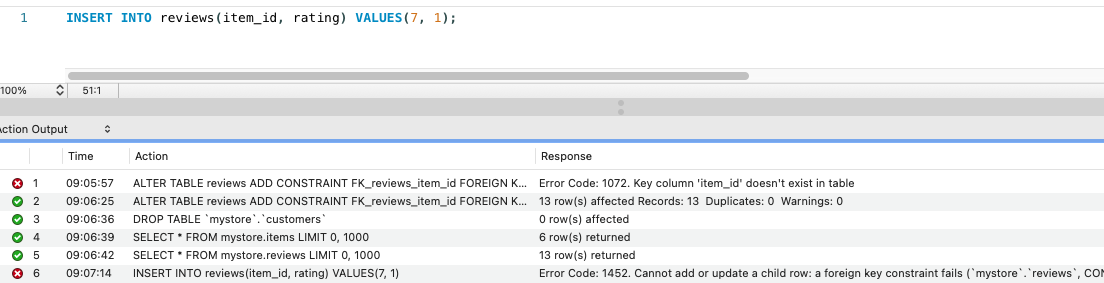 1 INSERT INTO reviews(item_id, rating) VALUES(7, 1);
100% 51:1
Action Output
Time Action Response
1 09:05:57 ALTER TABLE reviews ADD CONSTRAINT FK_reviews_item_id FOREIGN K... Error Code: 1072. Key column 'item_id' doesn't exist in table
2 09:06:25 ALTER TABLE reviews ADD CONSTRAINT FK_reviews_item_id FOREIGN K... 13 row(s) affected Records: 13 Duplicates: 0 Warnings: 0
3 09:06:36 DROP TABLE `mystore`.`customers` 0 row(s) affected
4 09:06:39 SELECT * FROM mystore.items LIMIT 0, 1000 6 row(s) returned
5 09:06:42 SELECT * FROM mystore.reviews LIMIT 0, 1000 13 row(s) returned
6 09:07:14 INSERT INTO reviews(item_id, rating) VALUES(7, 1) Error Code: 1452. Cannot add or update a child row: a foreign key constraint fails (`mystore`.`reviews`, CON